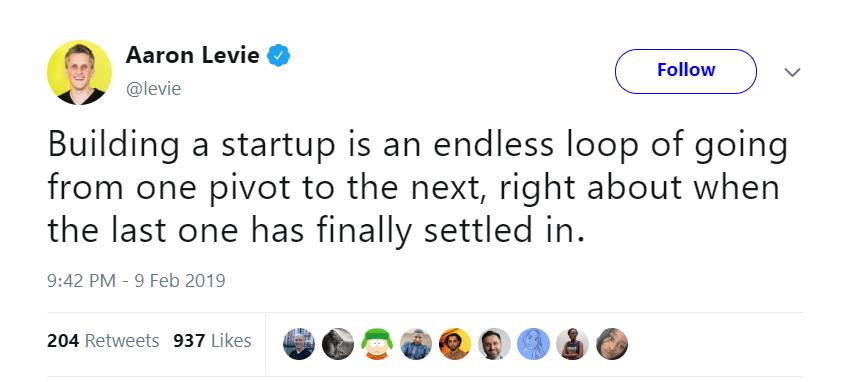 Aaron Levie
@levie
Follow
Building a startup is an endless loop of going
from one pivot to the next, right about when
the last one has finally settled in.
9:42 PM - 9 Feb 2019
204 Retweets 937 Likes